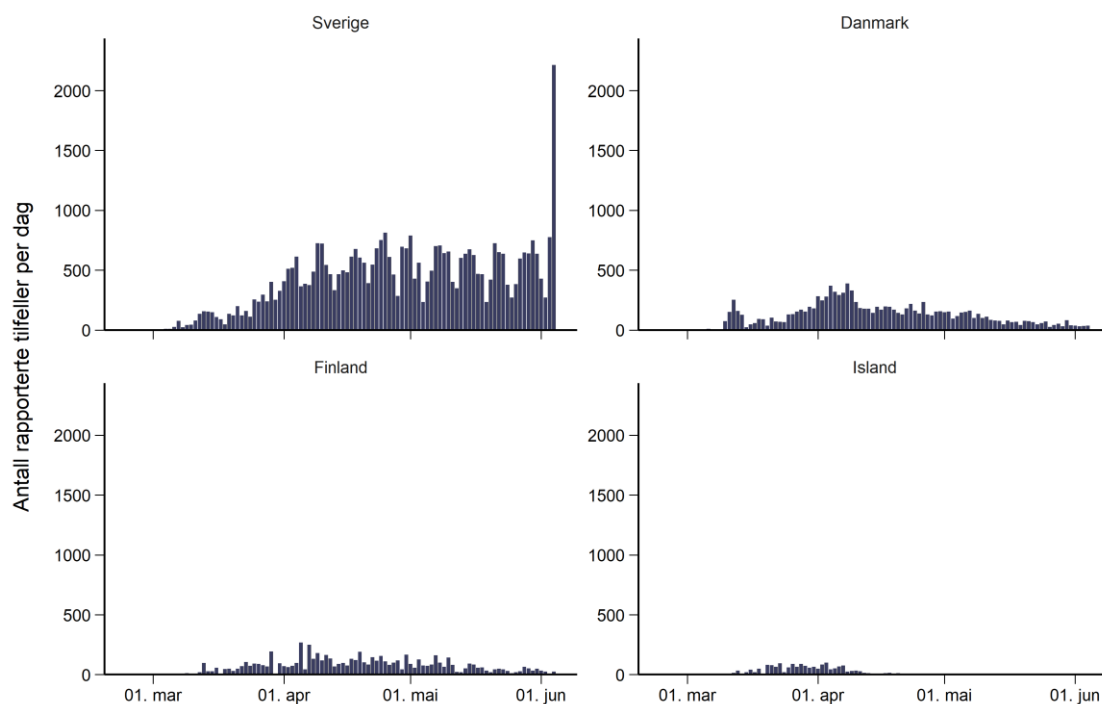 Sverige
Danmark
2000
1500
1000
500
0
2000
1500
1000
500
0
Finland
Island
2000
1500
1000
500
0
2000
1500
1000
500
0
01. mar
01. apr
01. mai
01. jun
01. mar
01. apr
01. mai
01. jun
Antall rapporterte tilfeller per dag